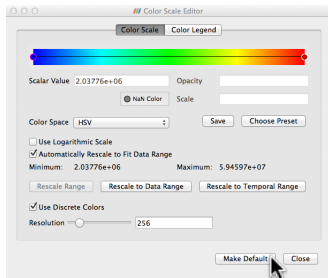 Color Scale Editor
Color Scale Color Legend
Scalar Value 2.03776e+06 Opacity
NaN Color Scale
Color Space HSV Save Choose Preset
Use Logarithmic Scale
Automatically Rescale to Fit Data Range
Minimum: 2.03776e+06 Maximum: 5.94597e+07
Rescale Range Rescale to Data Range Rescale to Temporal Range
Use Discrete Colors
Resolution 256
Make Default Close